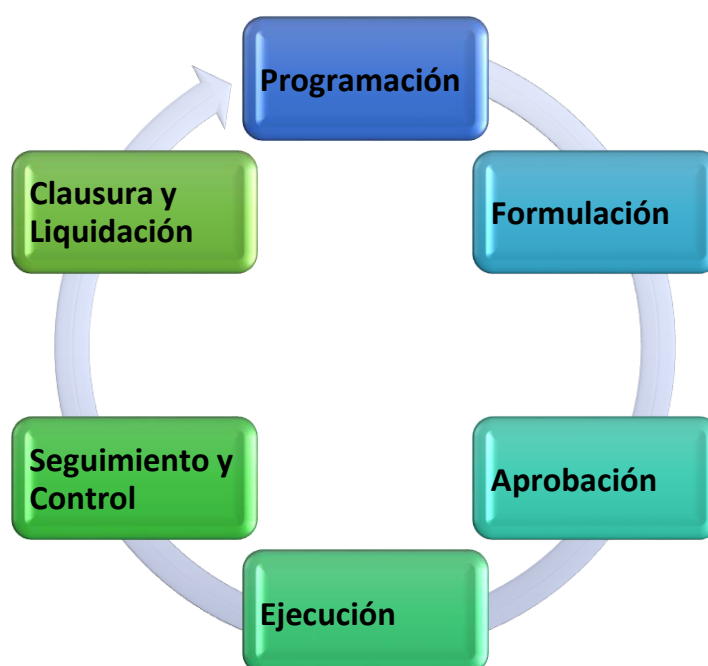 Programación
Formulación
Aprobación
Ejecución
Seguimiento y
Control
Clausura y
Liquidación